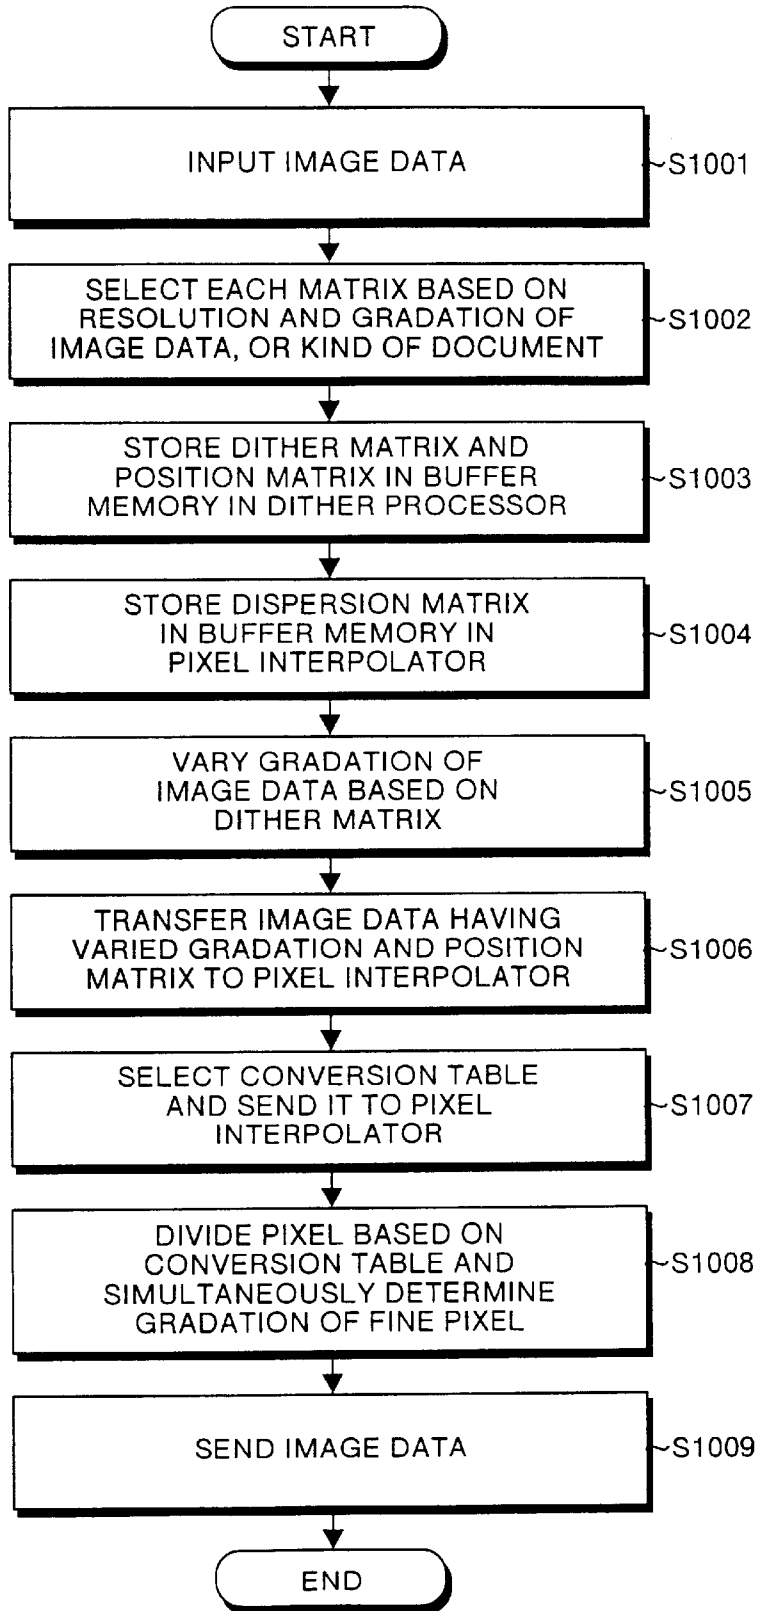 START
INPUT IMAGE DATA
S1001
SELECT EACH MATRIX BASED ON
RESOLUTION AND GRADATION OF
IMAGE DATA, OR KIND OF DOCUMENT
S1002
STORE DITHER MATRIX AND
POSITION MATRIX IN BUFFER
MEMORY IN DITHER PROCESSOR
S1003
STORE DISPERSION MATRIX
IN BUFFER MEMORY IN
PIXEL INTERPOLATOR
S1004
VARY GRADATION OF
IMAGE DATA BASED ON
DITHER MATRIX
S1005
TRANSFER IMAGE DATA HAVING
VARIED GRADATION AND POSITION
MATRIX TO PIXEL INTERPOLATOR
S1006
SELECT CONVERSION TABLE
AND SEND IT TO PIXEL
INTERPOLATOR
S1007
DIVIDE PIXEL BASED ON
CONVERSION TABLE AND
SIMULTANEOUSLY DETERMINE
GRADATION OF FINE PIXEL
S1008
SEND IMAGE DATA
S1009
END